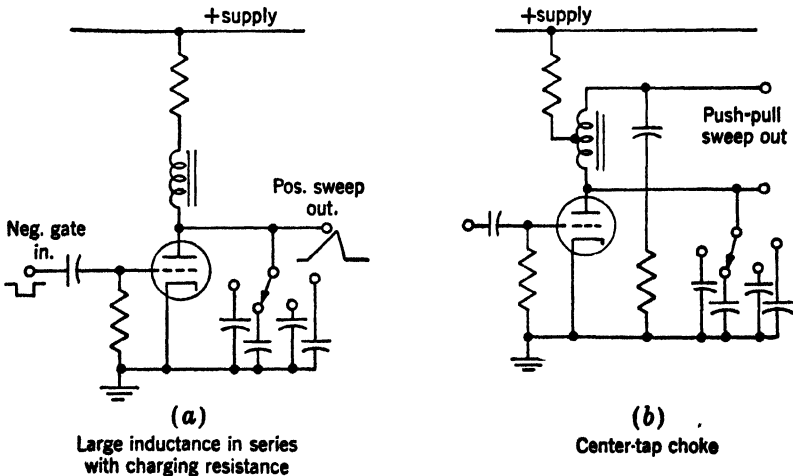 +supply
Neg. gate
in.
Pos. sweep
out.
(a)
Large inductance in series
with charging resistance
+supply
Push-pull
sweep out
(b)
Center-tap choke